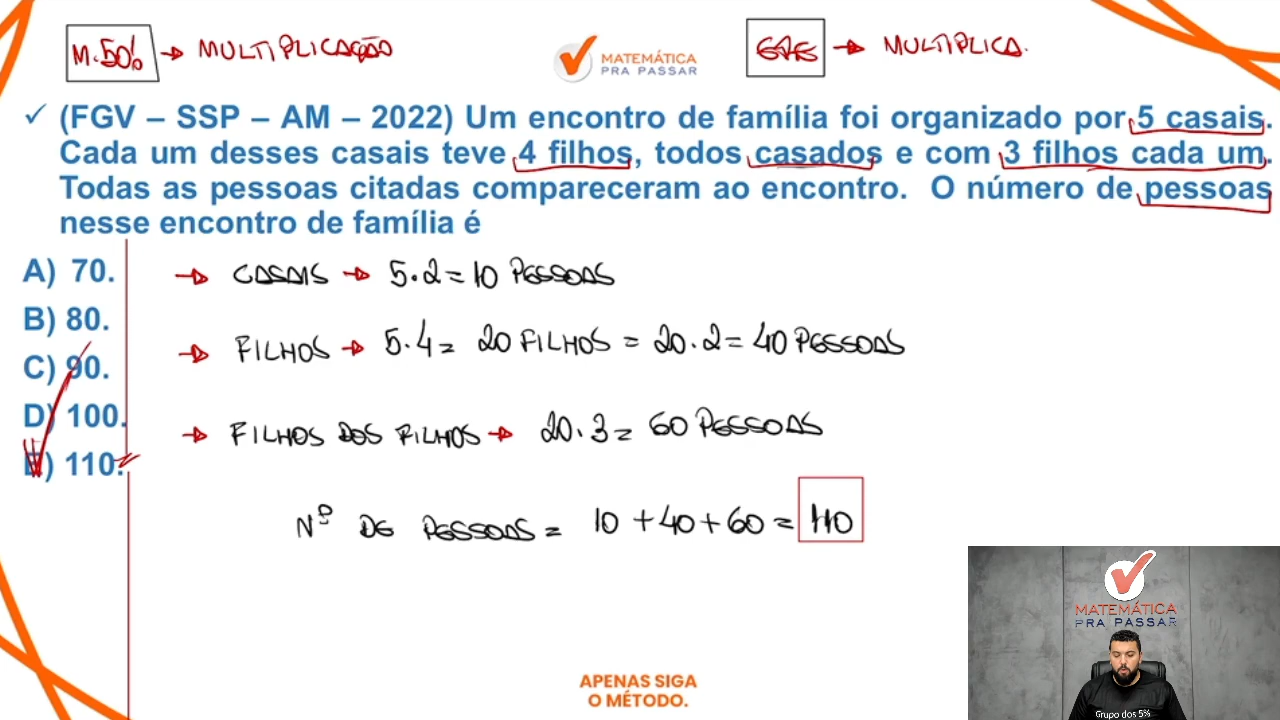 M.50% → MULTIPLICAÇÃO
MATEMÁTICA
PRA PASSAR
→ MULTIPLICA.
✓ (FGV – SSP – AM – 2022) Um encontro de família foi organizado por 5 casais.
Cada um desses casais teve 4 filhos, todos casados e com 3 filhos cada um.
Todas as pessoas citadas compareceram ao encontro. O número de pessoas
nesse encontro de família é
A) 70.
B) 80.
C) 90.
D) 100.
E) 110.
→ CASAIS → 5.2 = 10 PESSOAS
→ FILHOS → 5.4 = 20 FILHOS = 20.2 = 40 PESSOAS
→ FILHOS DOS FILHOS → 20.3 = 60 PESSOAS
Nº DE PESSOAS = 10 + 40 + 60 = 110
MATEMÁTICA
PRA PASSAR
Grupo dos 5%
APENAS SIGA
O MÉTODO.